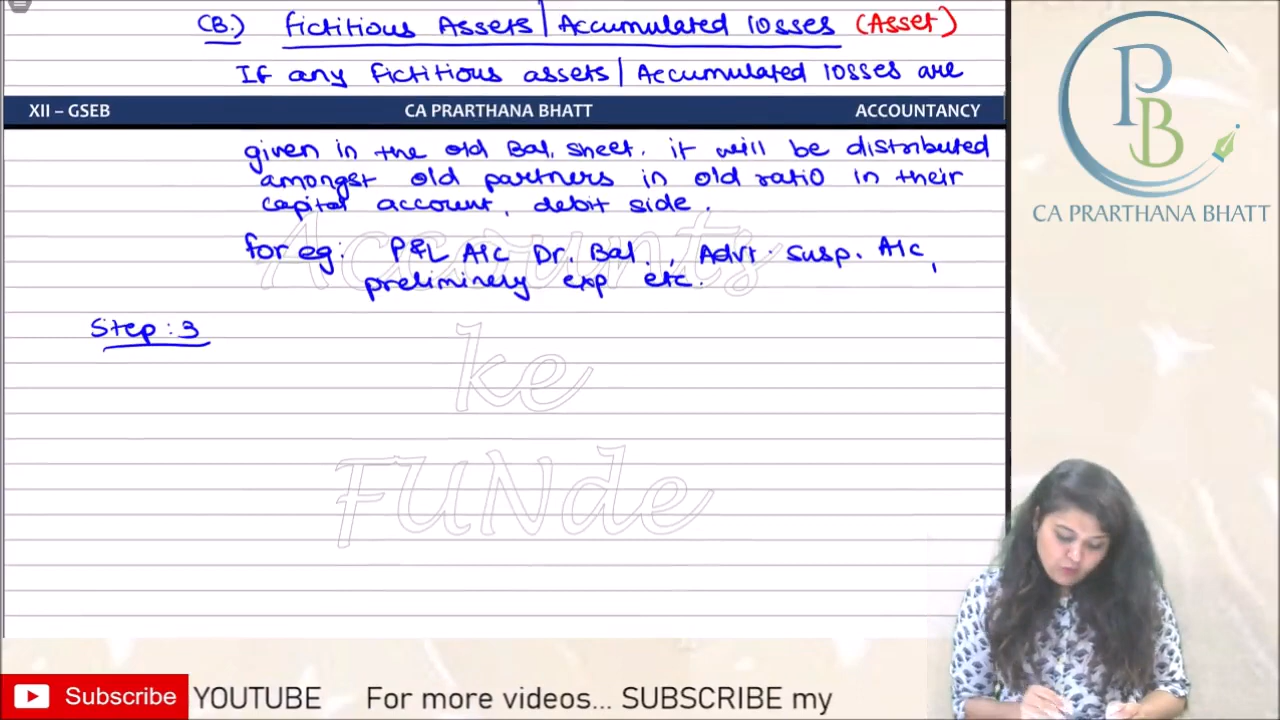 (B.) Fictitious Assets | Accumulated losses (Asset)
If any fictitious assets | Accumulated losses are
XII – GSEB CA PRARTHANA BHATT ACCOUNTANCY
given in the old Bal. sheet. it will be distributed
amongst old partners in old ratio in their
capital account, debit side.
for eg: P&L A/c Dr. Bal., Advt. Susp. A/c,
preliminery exp etc.
Step : 3
Accounts
ke
FUNde
PB
CA PRARTHANA BHATT
Subscribe YOUTUBE For more videos... SUBSCRIBE my